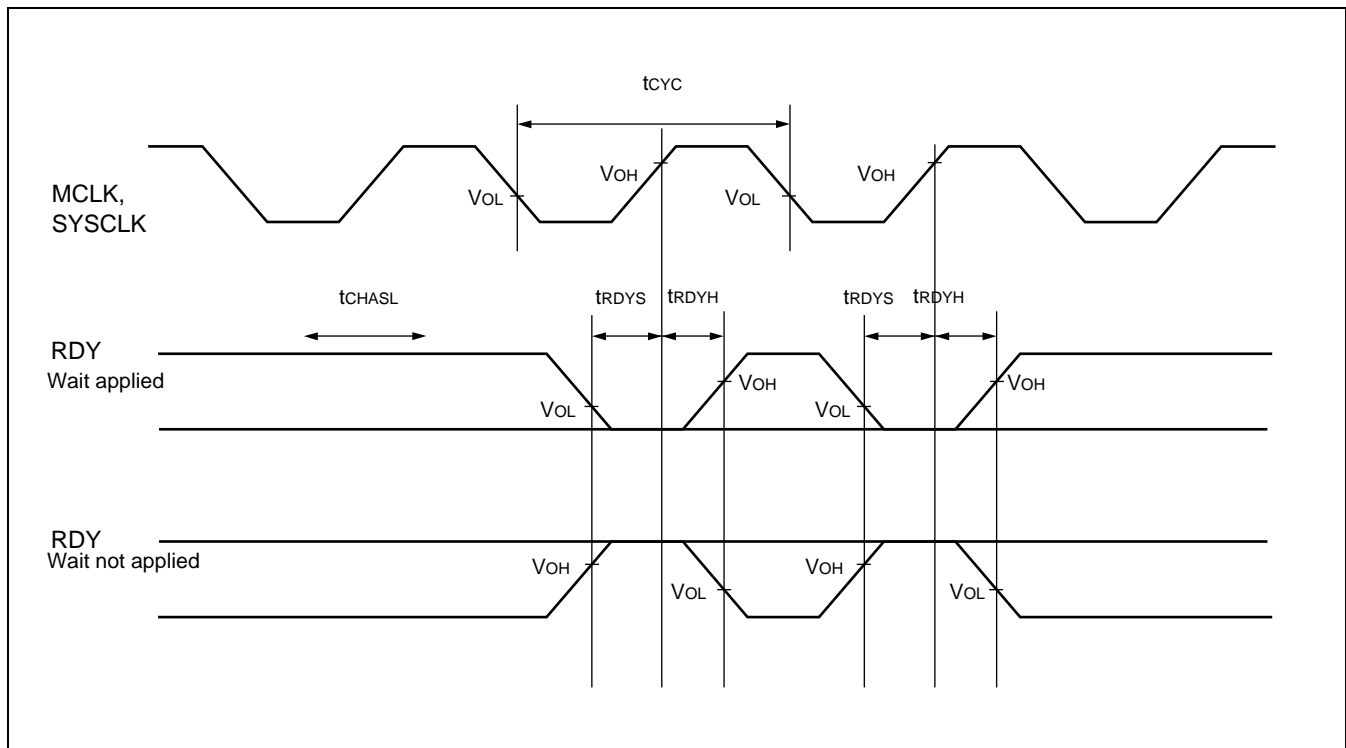 tCYC
VOH
VOH
VOL
VOL
MCLK,
SYSCLK
tCHASL
tRDYS
tRDYH
tRDYS
tRDYH
RDY
Wait applied
VOH
VOH
VOL
VOL
RDY
Wait not applied
VOH
VOH
VOL
VOL